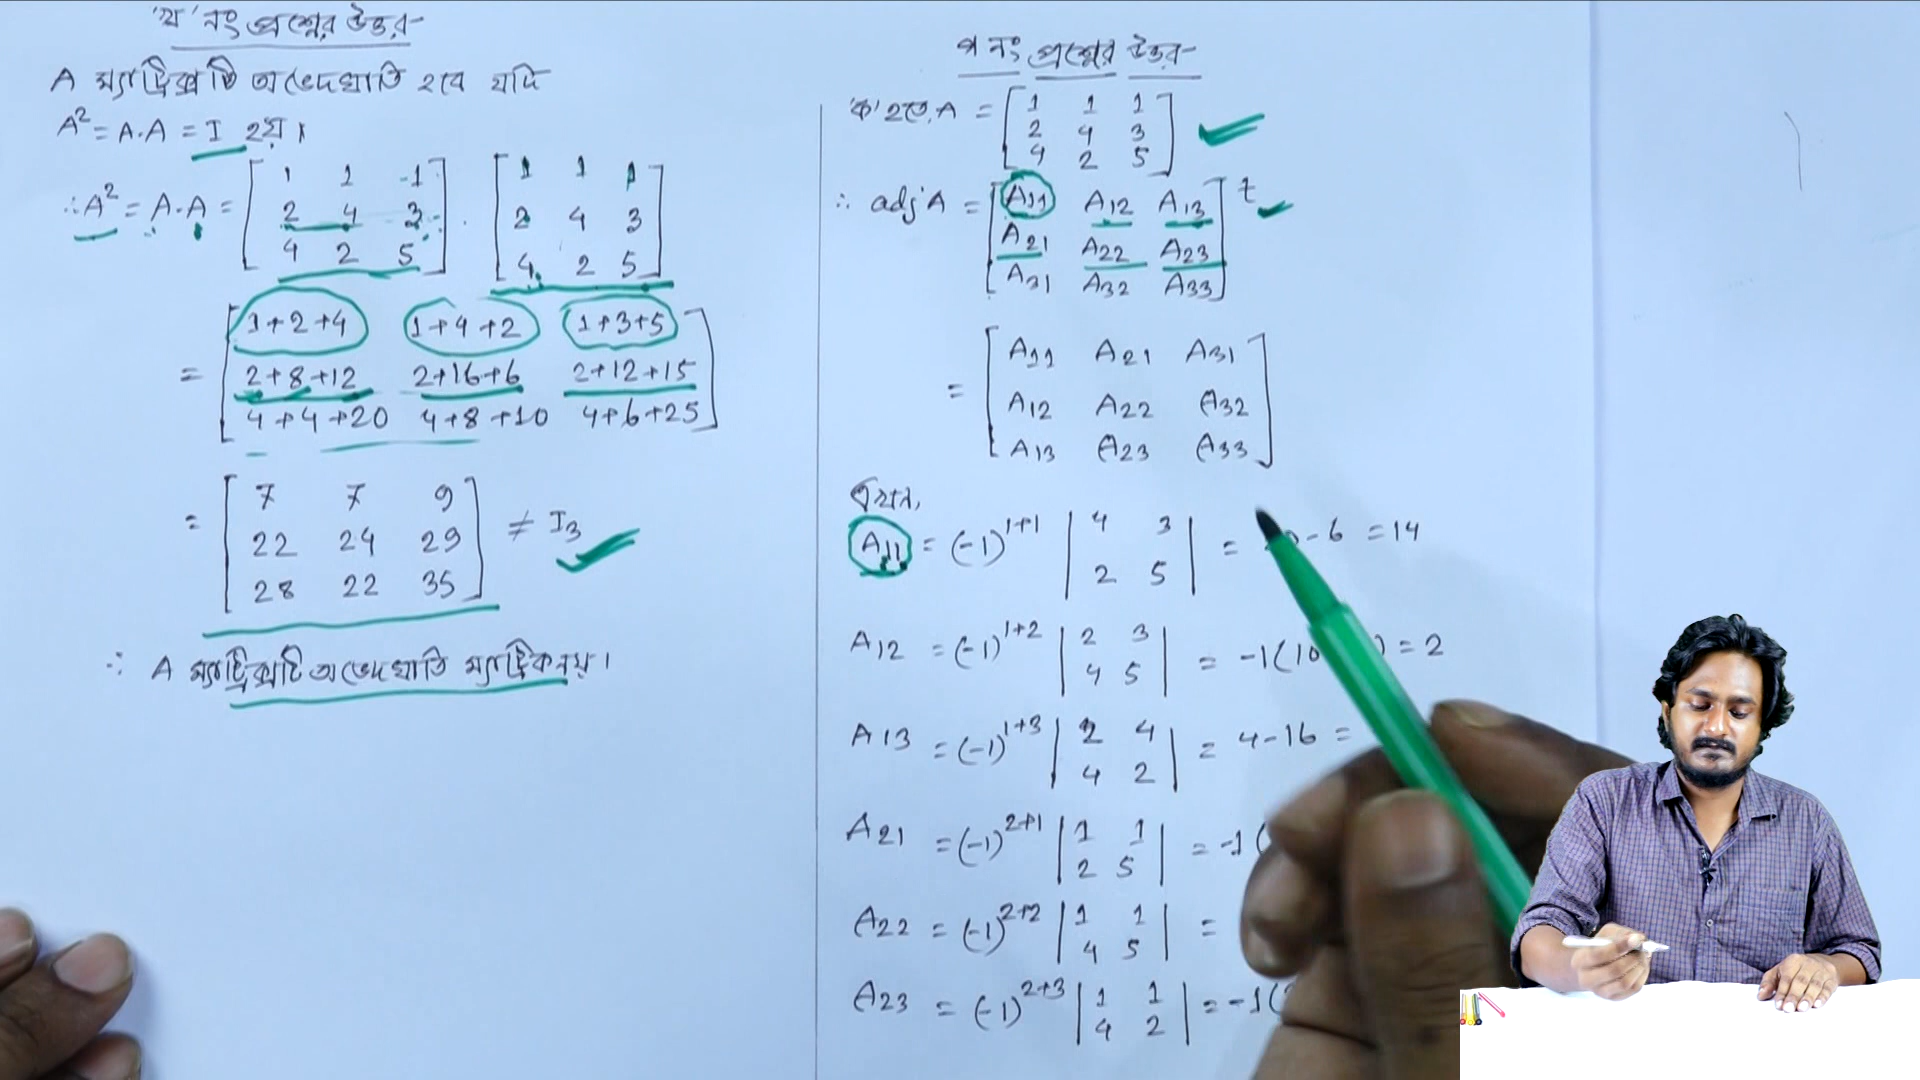 'খ' নং প্রশ্নের উত্তর-
A ম্যাট্রিক্সটি অভেদঘাতি হবে যদি
A² = A.A = I হয়।
∴ A² = A.A = [1 1 -1] . [1 1 1]
[2 4 3] [2 4 3]
[4 2 5] [4 2 5]
= [1+2+4 1+4+2 1+3+5]
[2+8+12 2+16+6 2+12+15]
[4+4+20 4+8+10 4+6+25]
= [7 7 9]
[22 24 29] ≠ I₃
[28 22 35]
∴ A ম্যাট্রিক্সটি অভেদঘাতি ম্যাট্রিক নয়।
গ নং প্রশ্নের উত্তর-
'ক' হতে, A = [1 1 1]
[2 4 3]
[4 2 5]
∴ adj A = [A11 A12 A13] t
[A21 A22 A23]
[A31 A32 A33]
= [A11 A21 A31]
[A12 A22 A32]
[A13 A23 A33]
এখন,
A11 = (-1)^1+1 |4 3| = - 6 = 14
|2 5|
A12 = (-1)^1+2 |2 3| = -1(10 ) = 2
|4 5|
A13 = (-1)^1+3 |2 4| = 4-16 =
|4 2|
A21 = (-1)^2+1 |1 1| = -1(
|2 5|
A22 = (-1)^2+2 |1 1| =
|4 5|
A23 = (-1)^2+3 |1 1| = -1(
|4 2|